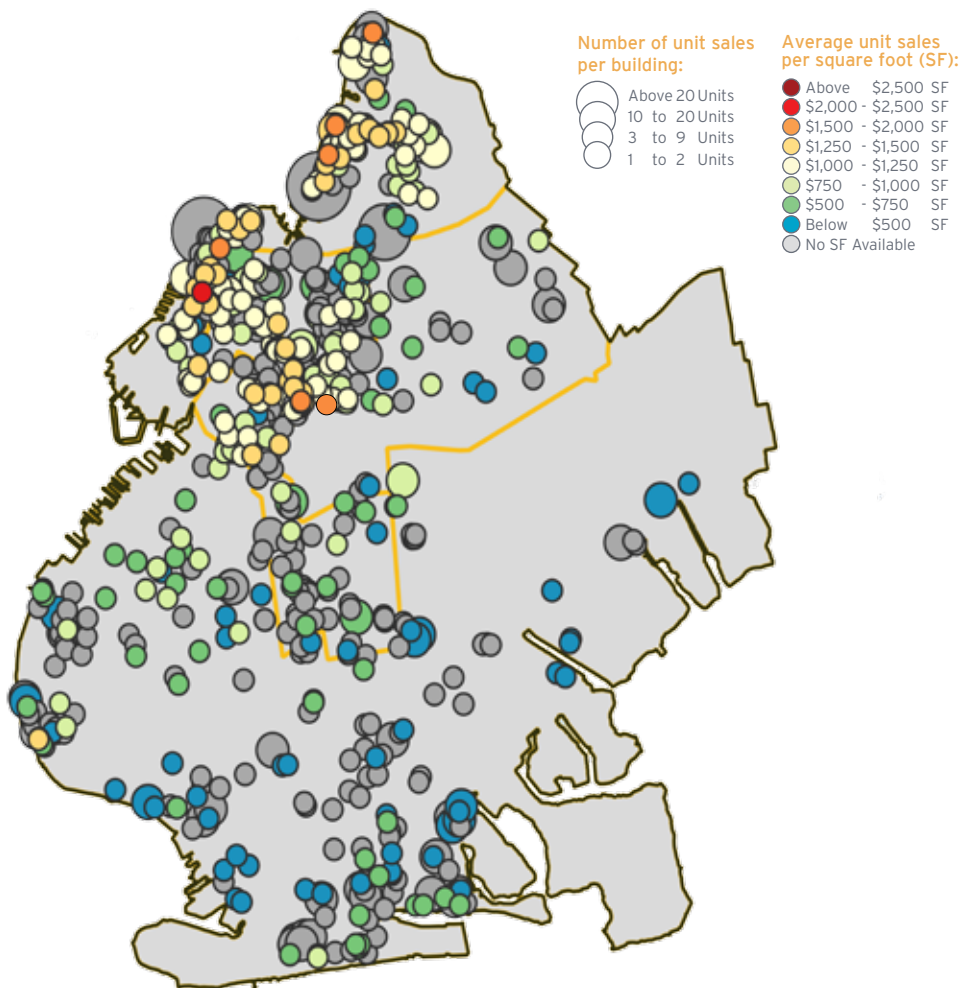 Number of unit sales
per building:
Above 20 Units
10 to 20 Units
3 to 9 Units
1 to 2 Units
Average unit sales
per square foot (SF):
Above $2,500 SF
$2,000 - $2,500 SF
$1,500 - $2,000 SF
$1,250 - $1,500 SF
$1,000 - $1,250 SF
$750 - $1,000 SF
$500 - $750 SF
Below $500 SF
No SF Available